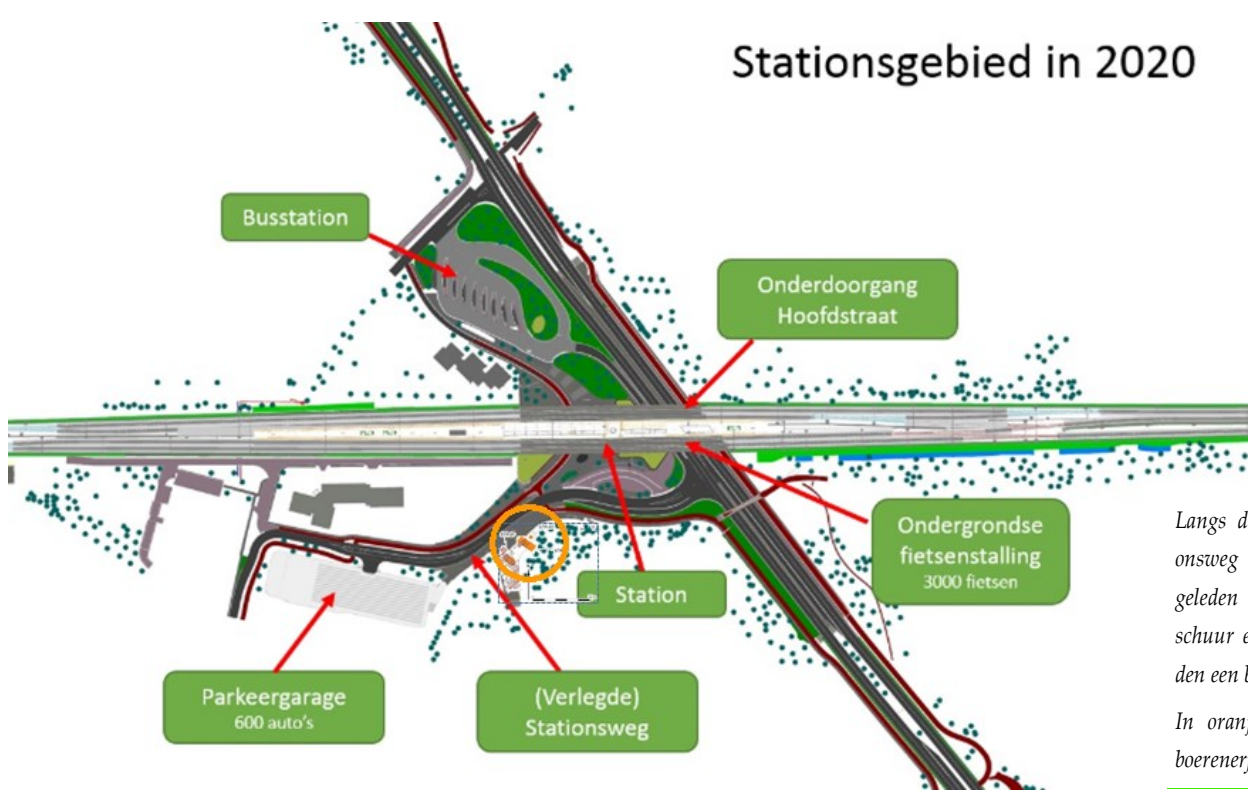 Stationsgebied in 2020
Busstation
Onderdoorgang
Hoofdstraat
Ondergrondse
fietsenstalling
3000 fietsen
Station
Parkeergarage
600 auto's
(Verlegde)
Stationsweg
Langs d
onsweg
geleden
schuur e
den een b
In oranj
boerener